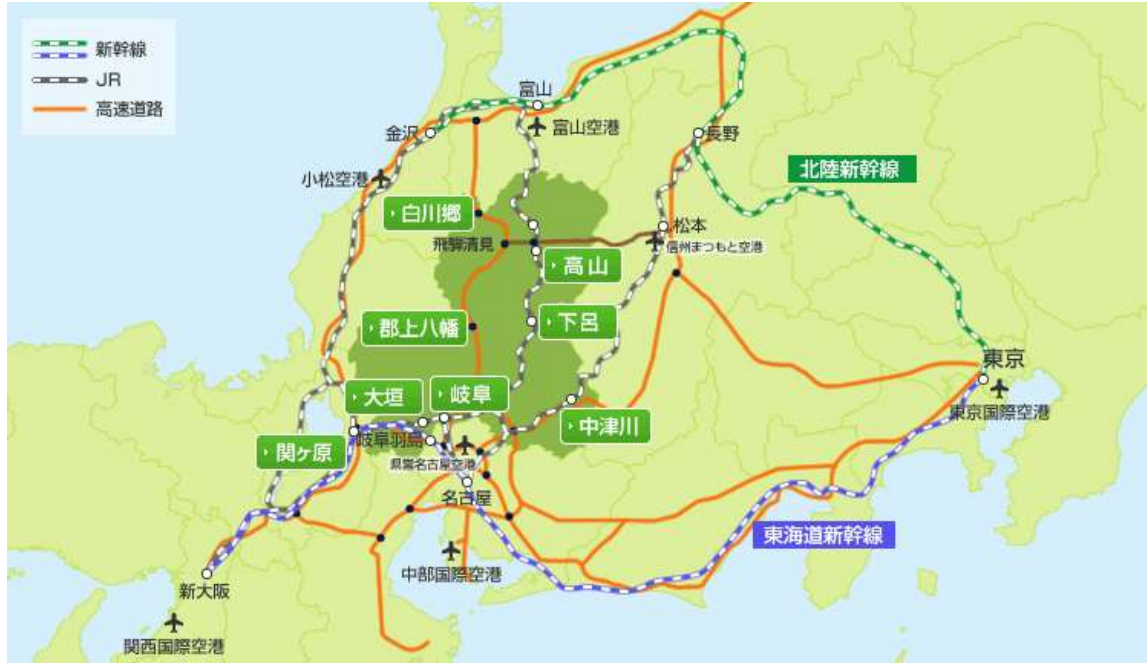 新幹線
JR
高速道路
富山
金沢
富山空港
長野
北陸新幹線
小松空港
白川郷
松本
飛騨清見
信州まつもと空港
高山
郡上八幡
下呂
東京
大垣
岐阜
東京国際空港
中津川
岐阜羽島
関ヶ原
県営名古屋空港
名古屋
東海道新幹線
中部国際空港
新大阪
関西国際空港